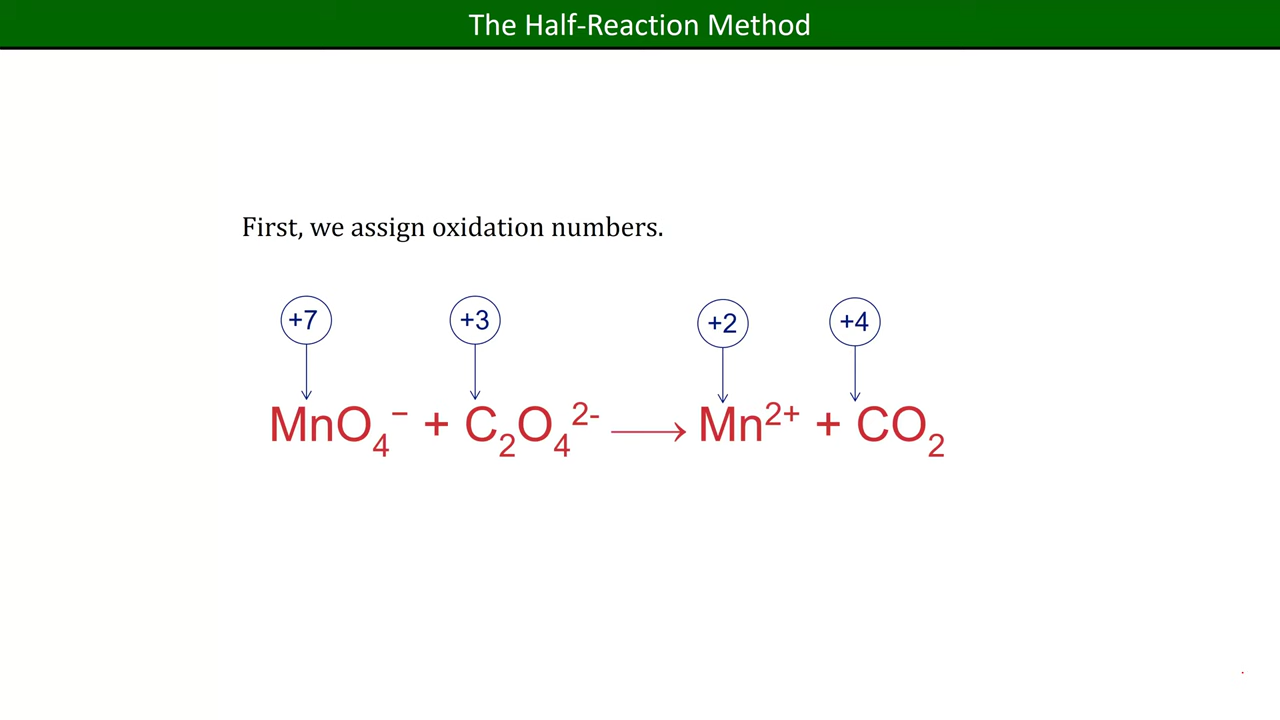 The Half-Reaction Method
First, we assign oxidation numbers.
+7 +3 +2 +4
MnO₄⁻ + C₂O₄²⁻ ⟶ Mn²⁺ + CO₂